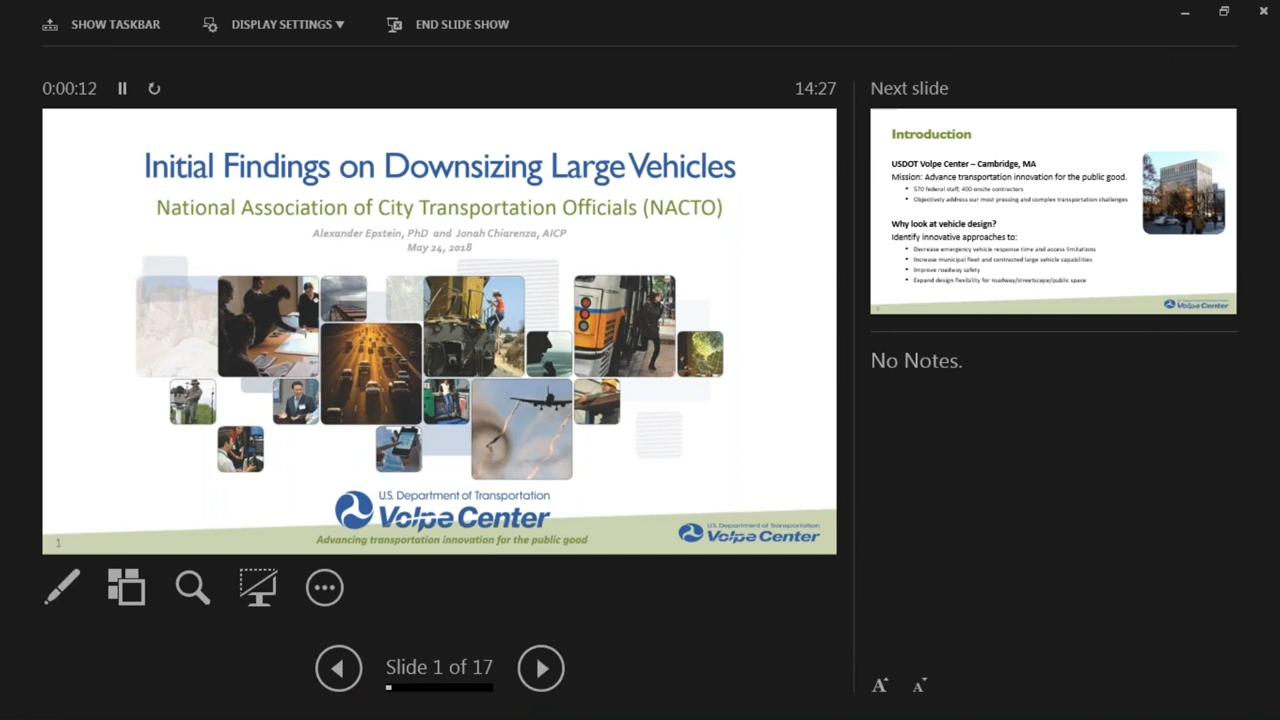 SHOW TASKBAR
DISPLAY SETTINGS ▼
END SLIDE SHOW
0:00:12
14:27
Initial Findings on Downsizing Large Vehicles
National Association of City Transportation Officials (NACTO)
Alexander Epstein, PhD and Jonah Chiarenza, AICP
May 24, 2018
U.S. Department of Transportation
Volpe Center
Advancing transportation innovation for the public good
U.S. Department of Transportation
Volpe Center
1
Slide 1 of 17
Next slide
Introduction
USDOT Volpe Center – Cambridge, MA
Mission: Advance transportation innovation for the public good.
• 570 federal staff, 400 onsite contractors
• Objectively address our most pressing and complex transportation challenges
Why look at vehicle design?
Identify innovative approaches to:
• Decrease emergency vehicle response time and access limitations
• Increase municipal fleet and contracted large vehicle capabilities
• Improve roadway safety
• Expand design flexibility for roadway/streetscape/public space
Volpe Center
No Notes.
A A